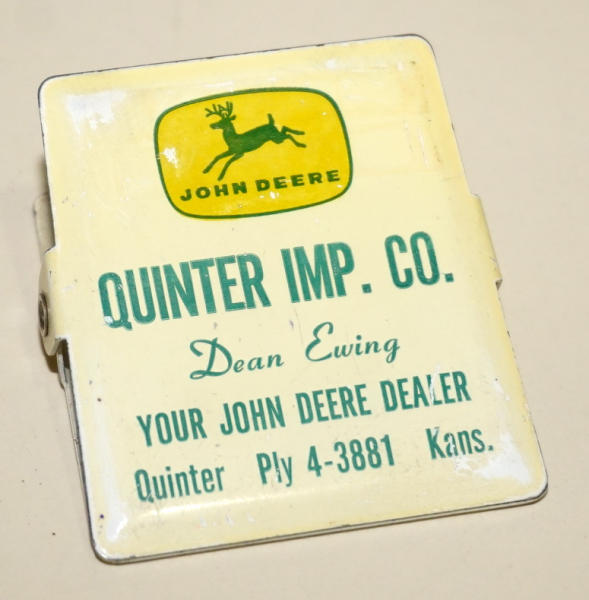 JOHN DEERE
QUINTER IMP. CO.
Dean Ewing
YOUR JOHN DEERE DEALER
Quinter Ply 4-3881 Kans.